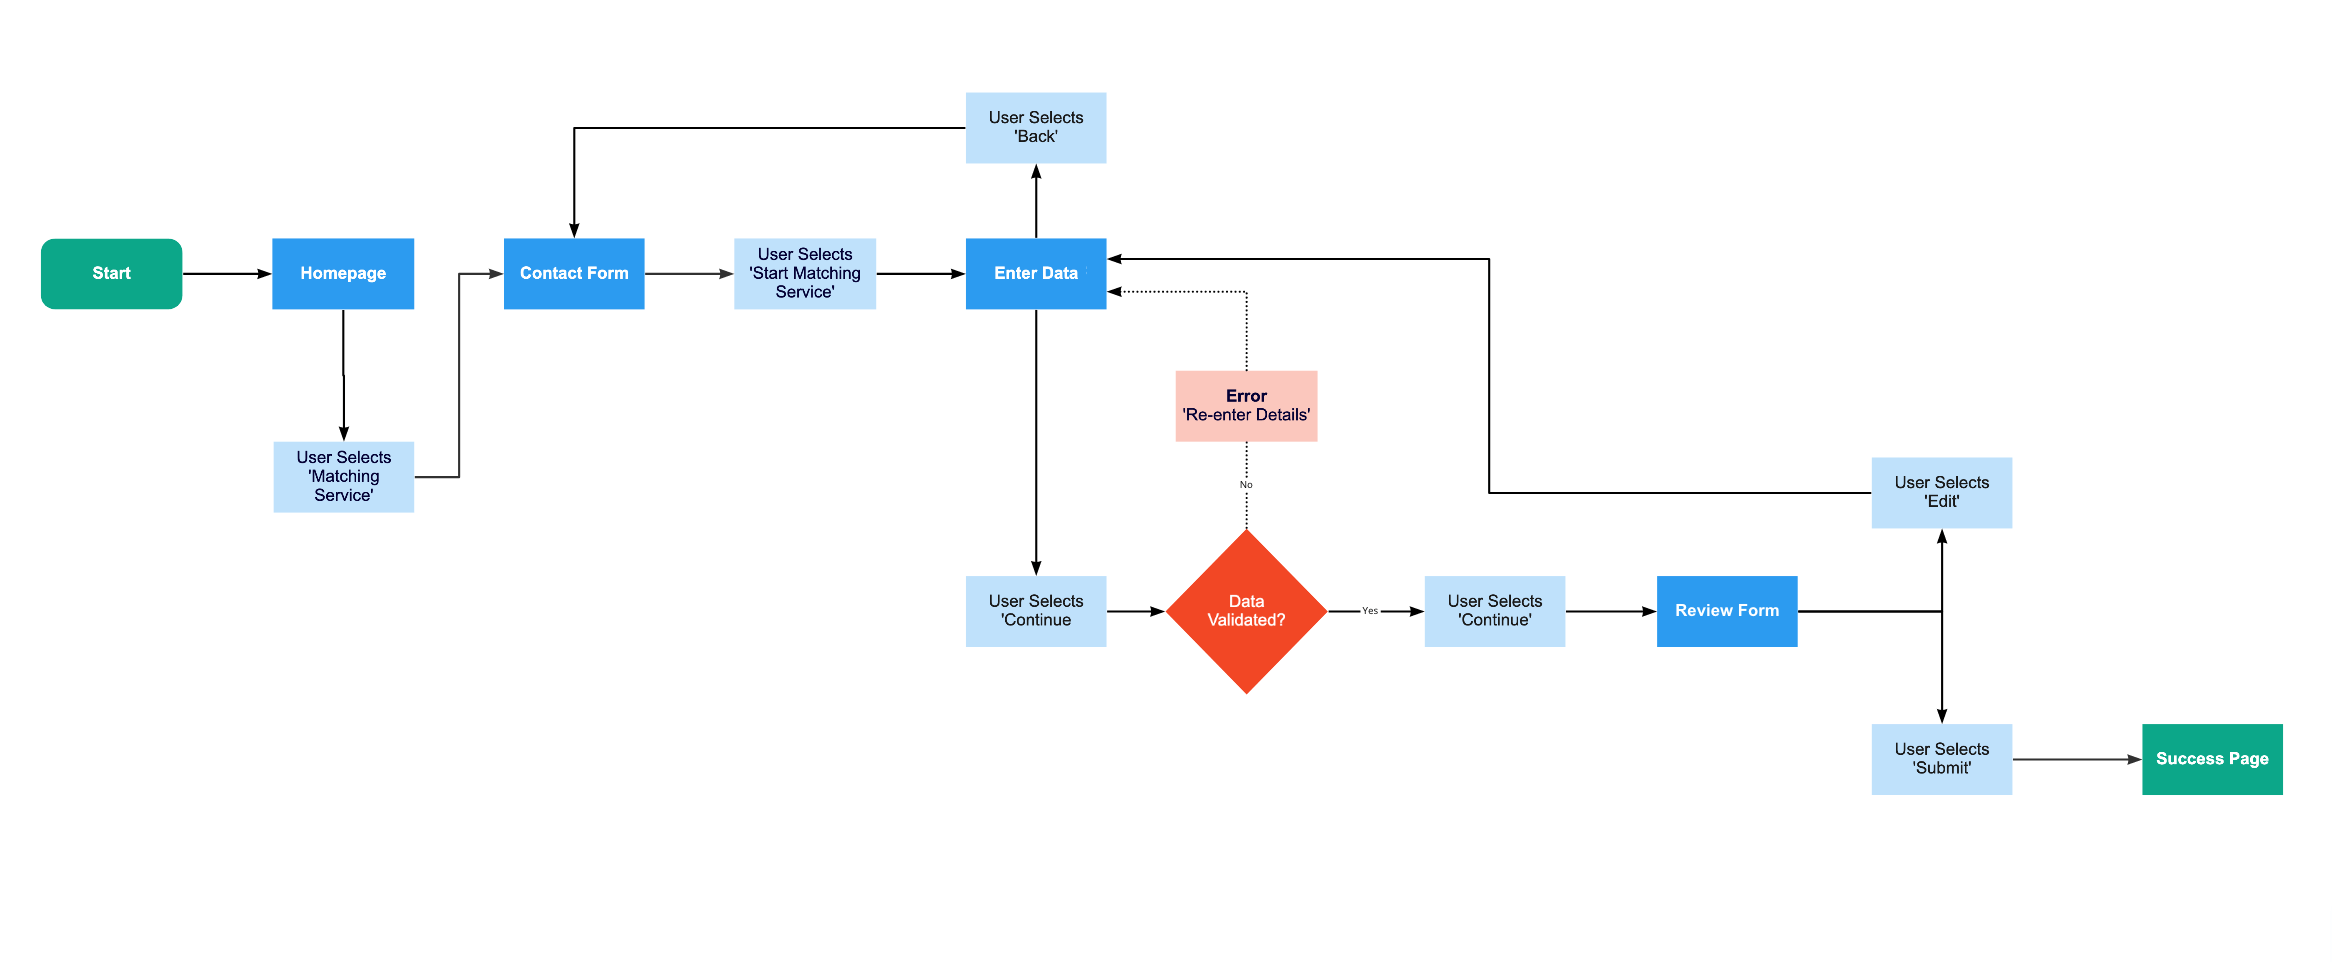 User Selects
'Back'
Start
Homepage
Contact Form
User Selects
'Start Matching
Service'
Enter Data
Error
'Re-enter Details'
User Selects
'Matching
Service'
No
User Selects
'Edit'
User Selects
'Continue
Data
Validated?
Yes
User Selects
'Continue'
Review Form
User Selects
'Submit'
Success Page